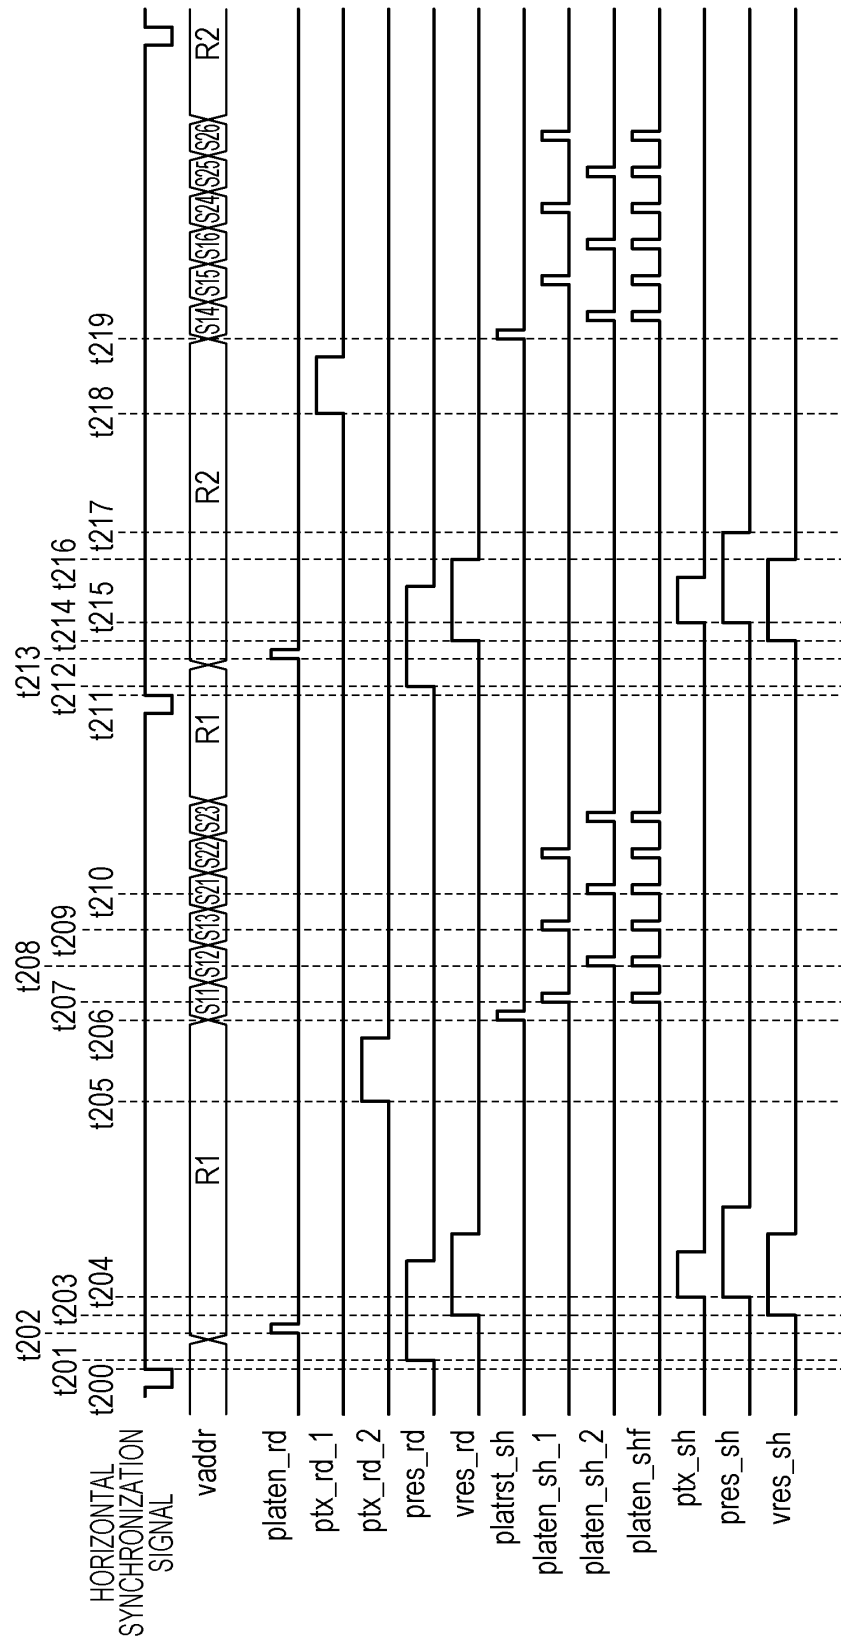 t202
t208
t213
t201 t203
t207 t209
t212 t214 t216
t200 t204 t205 t206 t210 t211 t215 t217 t218 t219
HORIZONTAL
SYNCHRONIZATION
SIGNAL
vaddr R1 S11 S12 S13 S21 S22 S23 R1 R2 S14 S15 S16 S24 S25 S26 R2
platen_rd
ptx_rd_1
ptx_rd_2
pres_rd
vres_rd
platrst_sh
platen_sh_1
platen_sh_2
platen_shf
ptx_sh
pres_sh
vres_sh